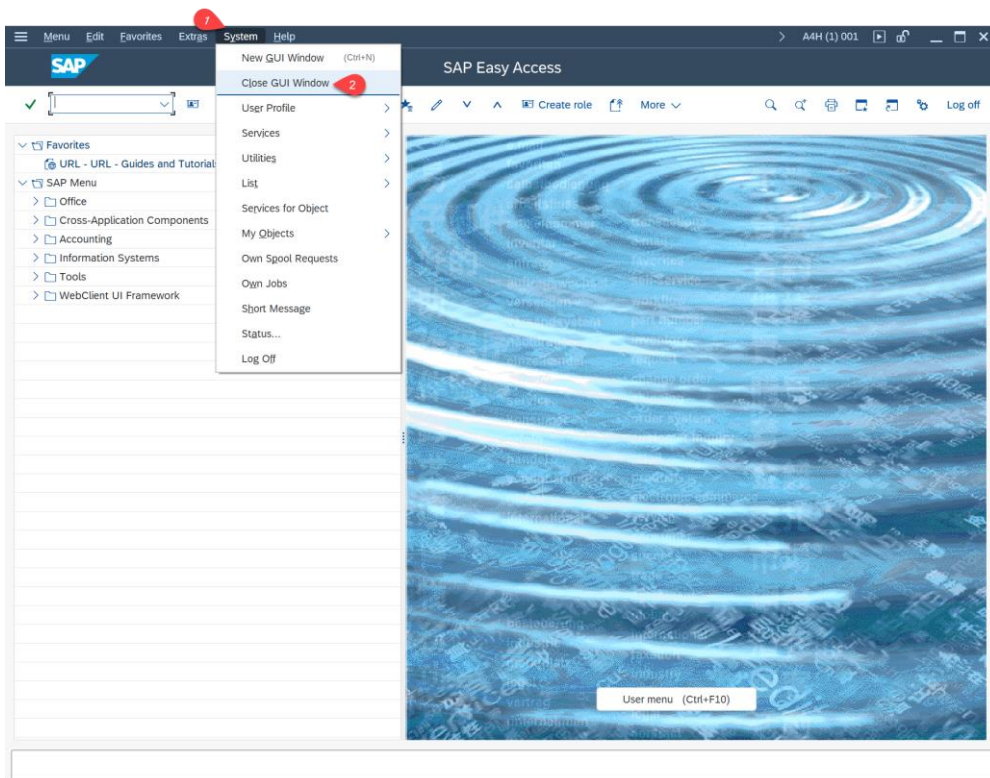 1
Menu Edit Favorites Extras System Help
A4H (1) 001
SAP
SAP Easy Access
New GUI Window (Ctrl+N)
Close GUI Window 2
User Profile
Services
Utilities
List
Services for Object
My Objects
Own Spool Requests
Own Jobs
Short Message
Status...
Log Off
Create role More Log off
Favorites
URL - URL - Guides and Tutorial
SAP Menu
Office
Cross-Application Components
Accounting
Information Systems
Tools
WebClient UI Framework
User menu (Ctrl+F10)